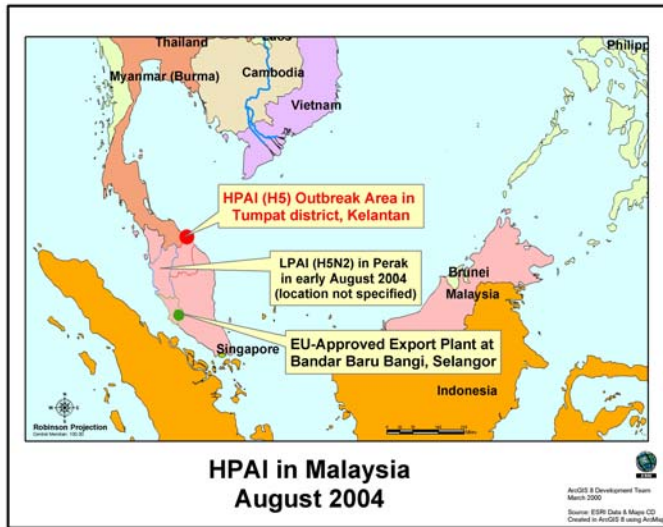 Thailand
Laos
Philipp
Myanmar (Burma)
Cambodia
Vietnam
HPAI (H5) Outbreak Area in
Tumpat district, Kelantan
LPAI (H5N2) in Perak
in early August 2004
(location not specified)
Brunei
Malaysia
EU-Approved Export Plant at
Bandar Baru Bangi, Selangor
Singapore
Indonesia
N
W
E
S
Robinson Projection
HPAI in Malaysia
August 2004
ArcGIS 8 Development Team
March 2000
Source: ESRI Data & Maps CD
Created in ArcGIS 8 using ArcMap